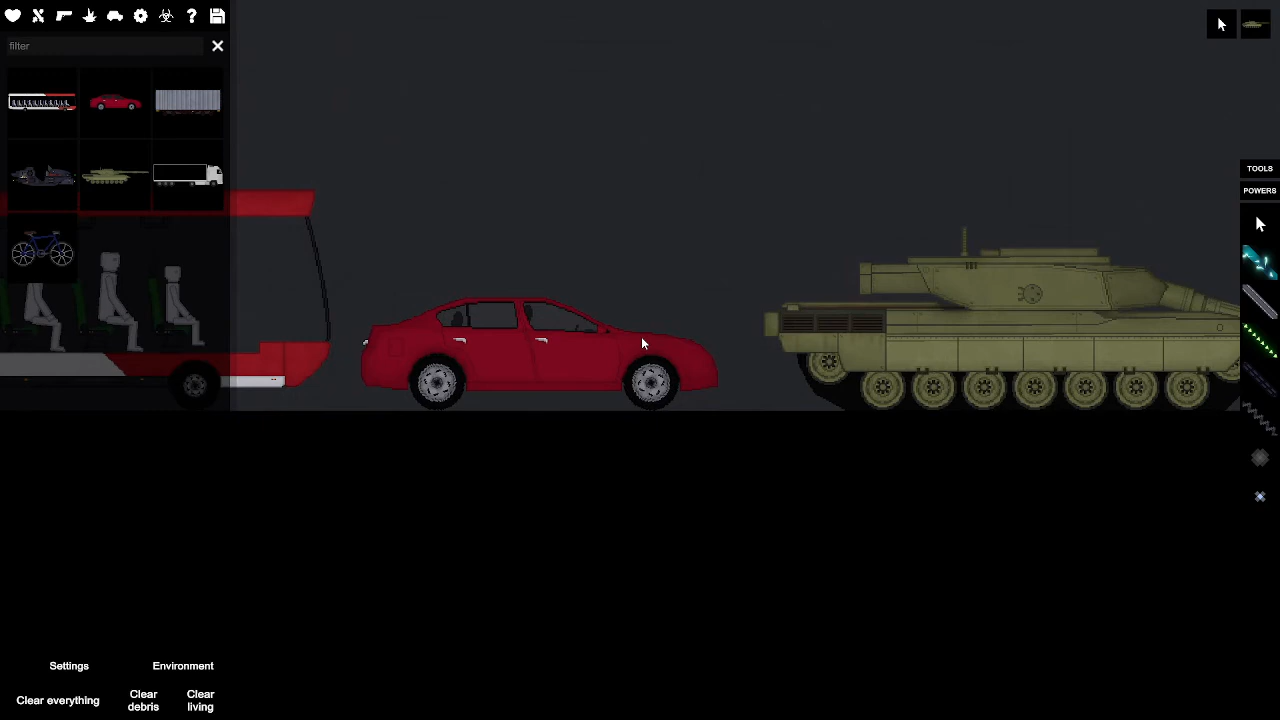 filter
TOOLS
POWERS
Settings
Environment
Clear everything
Clear
debris
Clear
living